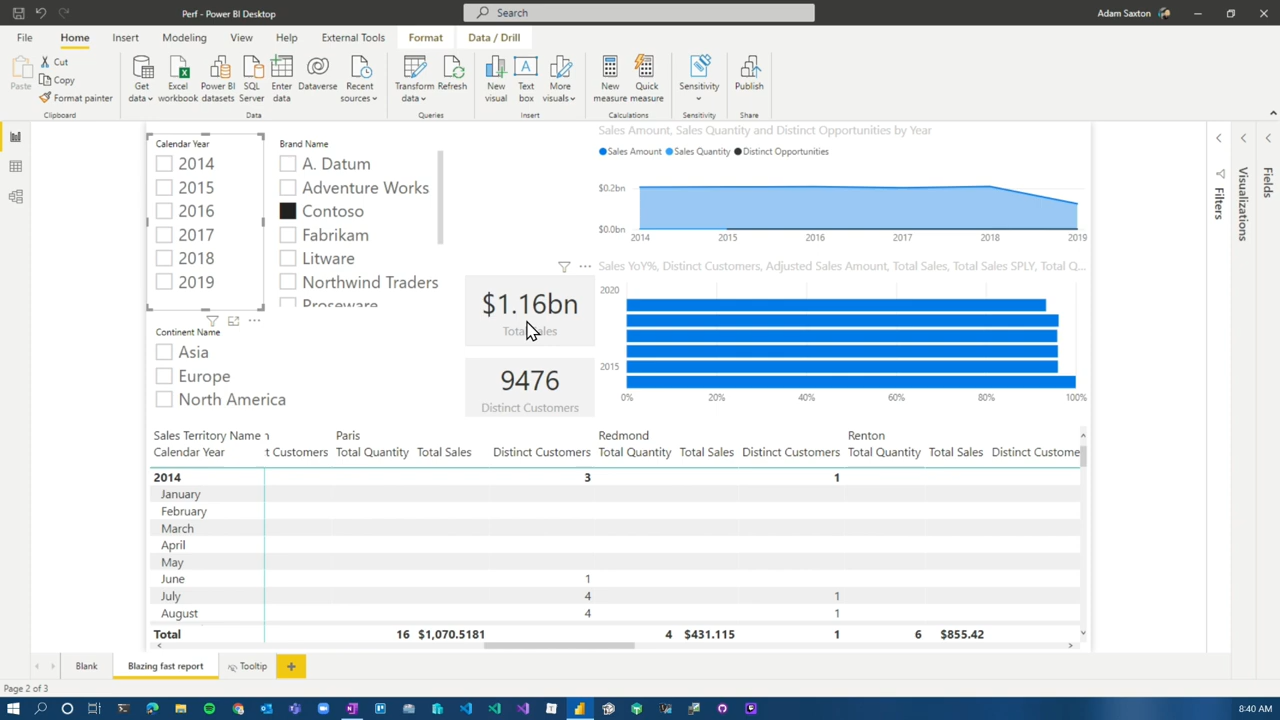 Perf - Power BI Desktop
Search
Adam Saxton
File
Home
Insert
Modeling
View
Help
External Tools
Format
Data / Drill
Paste
Cut
Copy
Format painter
Clipboard
Get data
Excel workbook
Power BI datasets
SQL Server
Enter data
Dataverse
Recent sources
Data
Transform data
Refresh
Queries
New visual
Text box
More visuals
Insert
New measure
Quick measure
Calculations
Sensitivity
Sensitivity
Publish
Share
Calendar Year
2014
2015
2016
2017
2018
2019
Brand Name
A. Datum
Adventure Works
Contoso
Fabrikam
Litware
Northwind Traders
Proseware
Continent Name
Asia
Europe
North America
$1.16bn
Total Sales
9476
Distinct Customers
Sales Amount, Sales Quantity and Distinct Opportunities by Year
Sales Amount Sales Quantity Distinct Opportunities
$0.2bn
$0.0bn
2014 2015 2016 2017 2018 2019
Sales YoY%, Distinct Customers, Adjusted Sales Amount, Total Sales, Total Sales SPLY, Total Q...
2020
2015
0% 20% 40% 60% 80% 100%
Filters
Visualizations
Fields
Sales Territory Name Paris Redmond Renton
Calendar Year t Customers Total Quantity Total Sales Distinct Customers Total Quantity Total Sales Distinct Customers Total Quantity Total Sales Distinct Custome
2014 3 1
January
February
March
April
May
June 1
July 4 1
August 4 1
Total 16 $1,070.5181 4 $431.115 1 6 $855.42
Blank
Blazing fast report
Tooltip
Page 2 of 3
8:40 AM